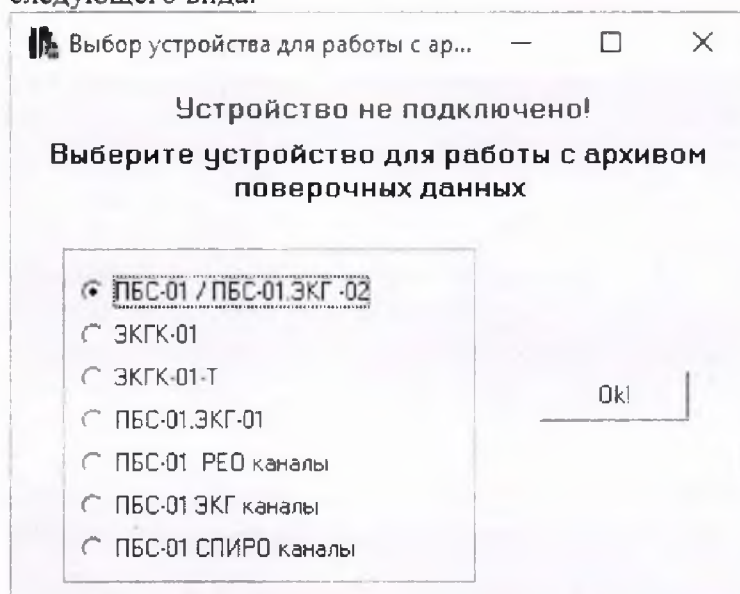 следующего вида:
Выбор устройства для работы с ар...
Устройство не подключено!
Выберите устройство для работы с архивом
поверочных данных
ПБС-01 / ПБС-01.ЭКГ -02
ЭКГК-01
ЭКГК-01-Т
Ok!
ПБС-01.ЭКГ-01
ПБС-01 РЕО каналы
ПБС-01 ЭКГ каналы
ПБС-01 СПИРО каналы